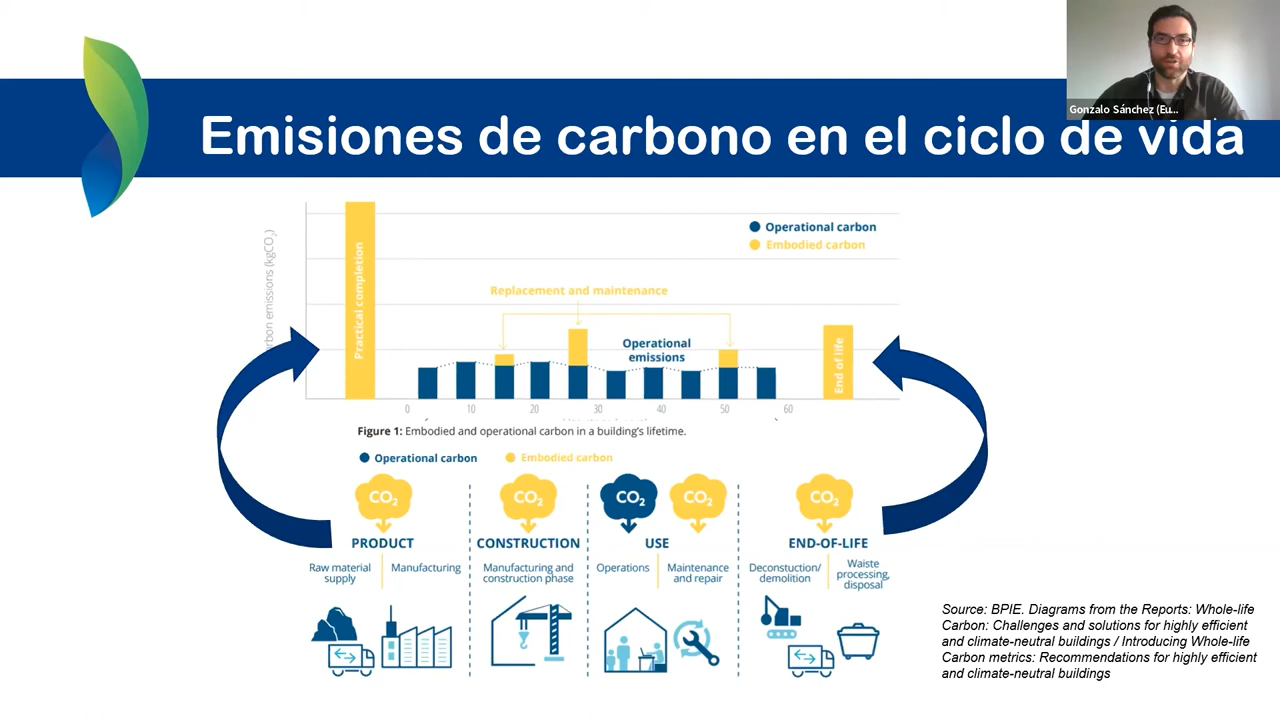 Gonzalo Sánchez (Eu...
Emisiones de carbono en el ciclo de vida
rbon emissions (kgCO₂)
Practical completion
Operational carbon
Embodied carbon
Replacement and maintenance
Operational
emissions
End of life
0 10 20 30 40 50 60
Figure 1: Embodied and operational carbon in a building's lifetime.
Operational carbon Embodied carbon
CO₂ CO₂ CO₂ CO₂ CO₂
PRODUCT CONSTRUCTION USE END-OF-LIFE
Raw material
supply
Manufacturing
Manufacturing and
construction phase
Operations
Maintenance
and repair
Deconstuction/
demolition
Waiste
processing,
disposal
Source: BPIE. Diagrams from the Reports: Whole-life
Carbon: Challenges and solutions for highly efficient
and climate-neutral buildings / Introducing Whole-life
Carbon metrics: Recommendations for highly efficient
and climate-neutral buildings